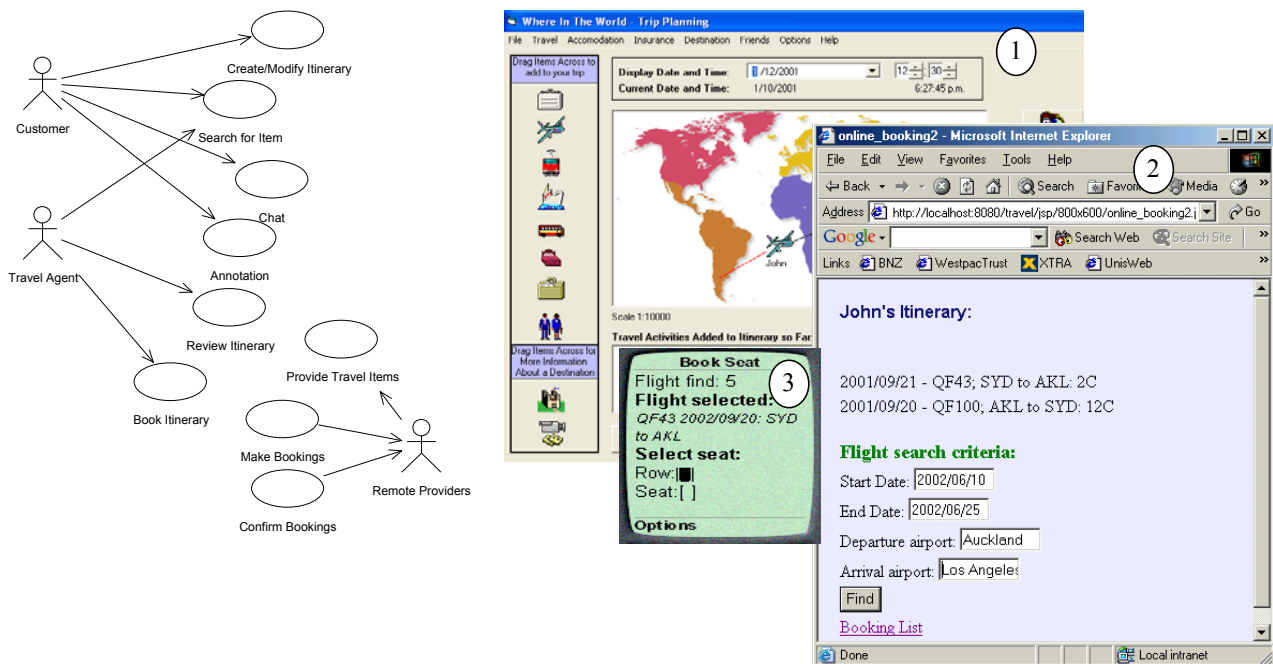 Create/Modify Itinerary
Customer
Search for Item
Chat
Travel Agent
Annotation
Review Itinerary
Provide Travel Items
Book Itinerary
Make Bookings
Remote Providers
Confirm Bookings
Where In The World - Trip Planning
File Travel Accomodation Insurance Destination Friends Options Help
1
Drag Items Across to
add to your trip
Display Date and Time: 1/12/2001 12 : 30
Current Date and Time: 1/10/2001 6:27:45 p.m.
John
Scale 1:10000
Travel Activities Added to Itinerary so Far
Drag Items Across for
More Information
About a Destination
3
Book Seat
Flight find: 5
Flight selected:
QF43 2002/09/20: SYD
to AKL
Select seat:
Row:[ ]
Seat:[ ]
Options
online_booking2 - Microsoft Internet Explorer
File Edit View Favorites Tools Help
2
Back Search Favori Media »
Address http://localhost:8080/travel/jsp/800x600/online_booking2.j Go
Google Search Web Search Site »
Links BNZ WestpacTrust XTRA UnisWeb »
John's Itinerary:
2001/09/21 - QF43; SYD to AKL: 2C
2001/09/20 - QF100; AKL to SYD: 12C
Flight search criteria:
Start Date: 2002/06/10
End Date: 2002/06/25
Departure airport: Auckland
Arrival airport: Los Angeles
Find
Booking List
Done Local intranet